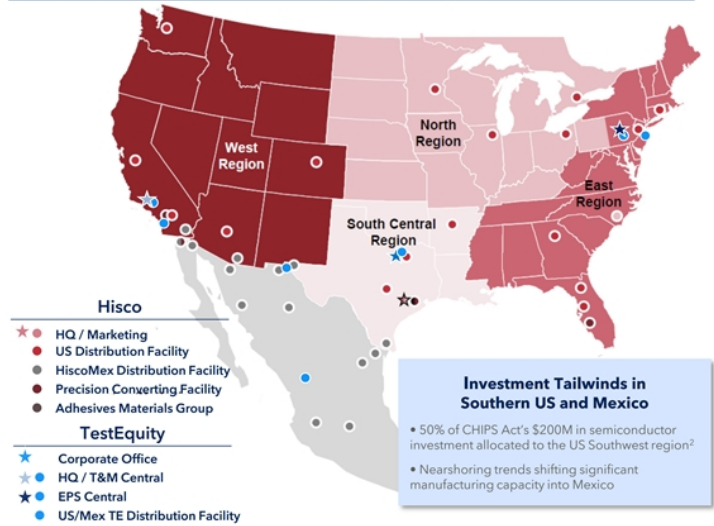 North
Region
West
Region
East
Region
South Central
Region
Hisco
HQ / Marketing
US Distribution Facility
HiscoMex Distribution Facility
Precision Converting Facility
Adhesives Materials Group
TestEquity
Corporate Office
HQ / T&M Central
EPS Central
US/Mex TE Distribution Facility
Investment Tailwinds in
Southern US and Mexico
• 50% of CHIPS Act's $200M in semiconductor
investment allocated to the US Southwest region²
• Nearshoring trends shifting significant
manufacturing capacity into Mexico